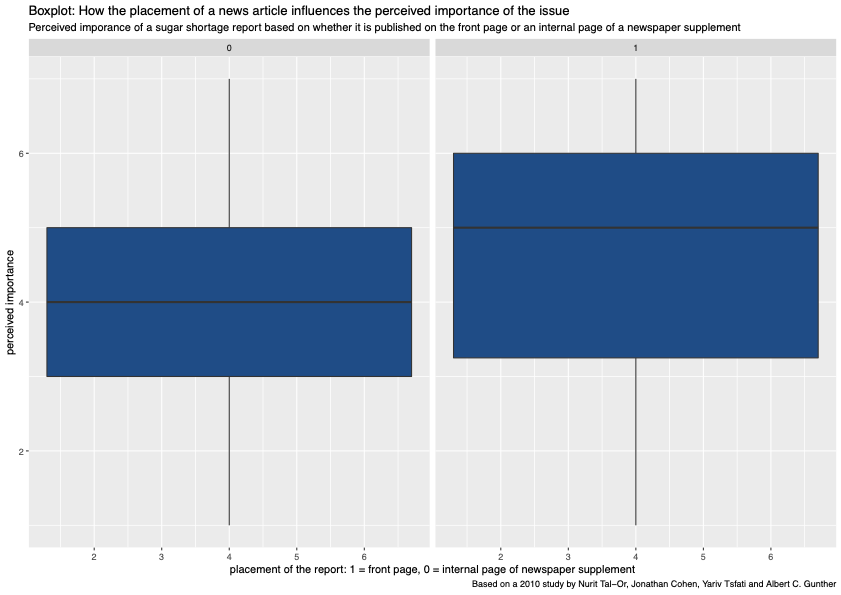 Boxplot: How the placement of a news article influences the perceived importance of the issue
Perceived imporance of a sugar shortage report based on whether it is published on the front page or an internal page of a newspaper supplement
0
1
perceived importance
6
4
2
2 3 4 5 6
2 3 4 5 6
placement of the report: 1 = front page, 0 = internal page of newspaper supplement
Based on a 2010 study by Nurit Tal−Or, Jonathan Cohen, Yariv Tsfati and Albert C. Gunther